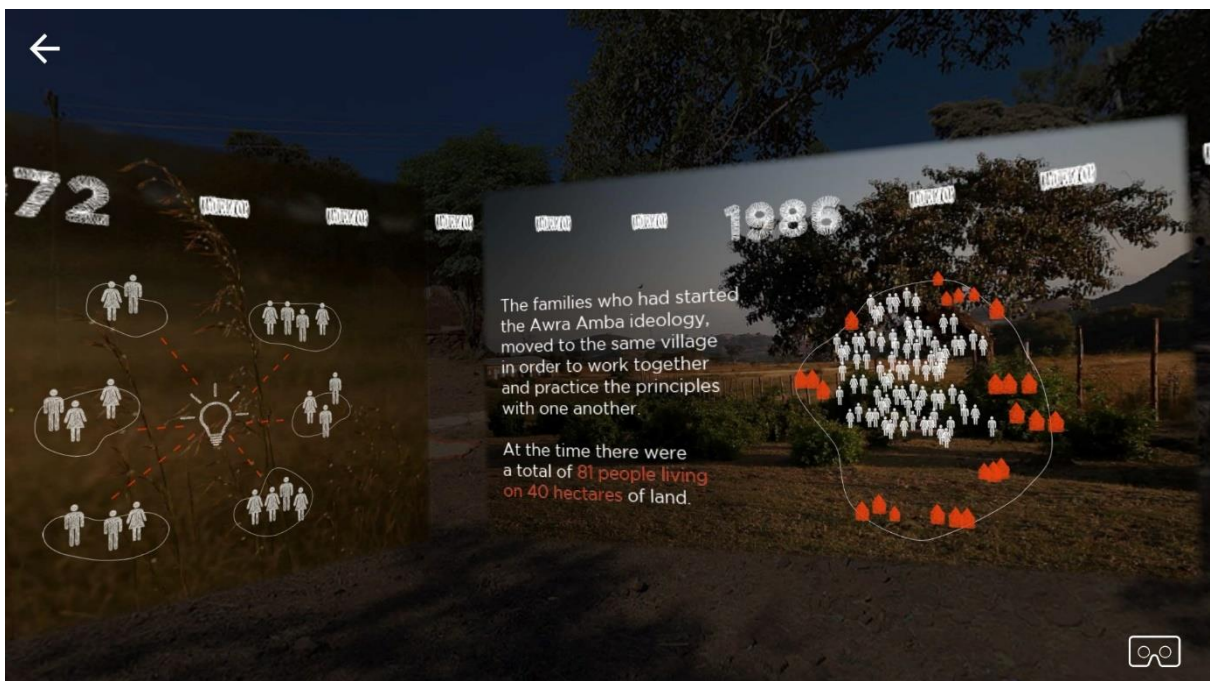 72
1986
The families who had started
the Awra Amba ideology,
moved to the same village
in order to work together
and practice the principles
with one another.
At the time there were
a total of 81 people living
on 40 hectares of land.